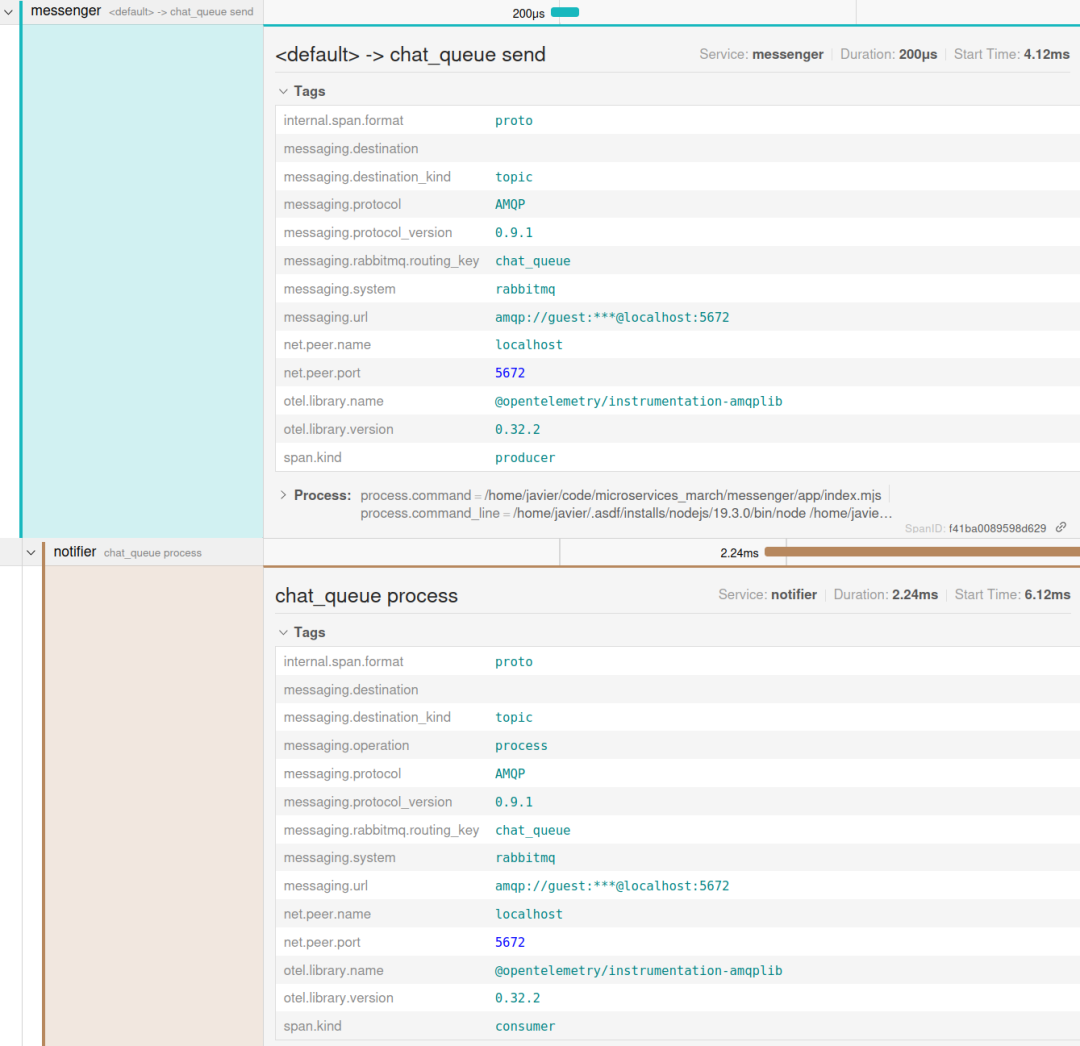 messenger <default> -> chat_queue send 200μs
<default> -> chat_queue send Service: messenger Duration: 200μs Start Time: 4.12ms
Tags
internal.span.format proto
messaging.destination
messaging.destination_kind topic
messaging.protocol AMQP
messaging.protocol_version 0.9.1
messaging.rabbitmq.routing_key chat_queue
messaging.system rabbitmq
messaging.url amqp://guest:***@localhost:5672
net.peer.name localhost
net.peer.port 5672
otel.library.name @opentelemetry/instrumentation-amqplib
otel.library.version 0.32.2
span.kind producer
Process: process.command = /home/javier/code/microservices_march/messenger/app/index.mjs
process.command_line = /home/javier/.asdf/installs/nodejs/19.3.0/bin/node /home/javie…
SpanID: f41ba0089598d629
notifier chat_queue process 2.24ms
chat_queue process Service: notifier Duration: 2.24ms Start Time: 6.12ms
Tags
internal.span.format proto
messaging.destination
messaging.destination_kind topic
messaging.operation process
messaging.protocol AMQP
messaging.protocol_version 0.9.1
messaging.rabbitmq.routing_key chat_queue
messaging.system rabbitmq
messaging.url amqp://guest:***@localhost:5672
net.peer.name localhost
net.peer.port 5672
otel.library.name @opentelemetry/instrumentation-amqplib
otel.library.version 0.32.2
span.kind consumer